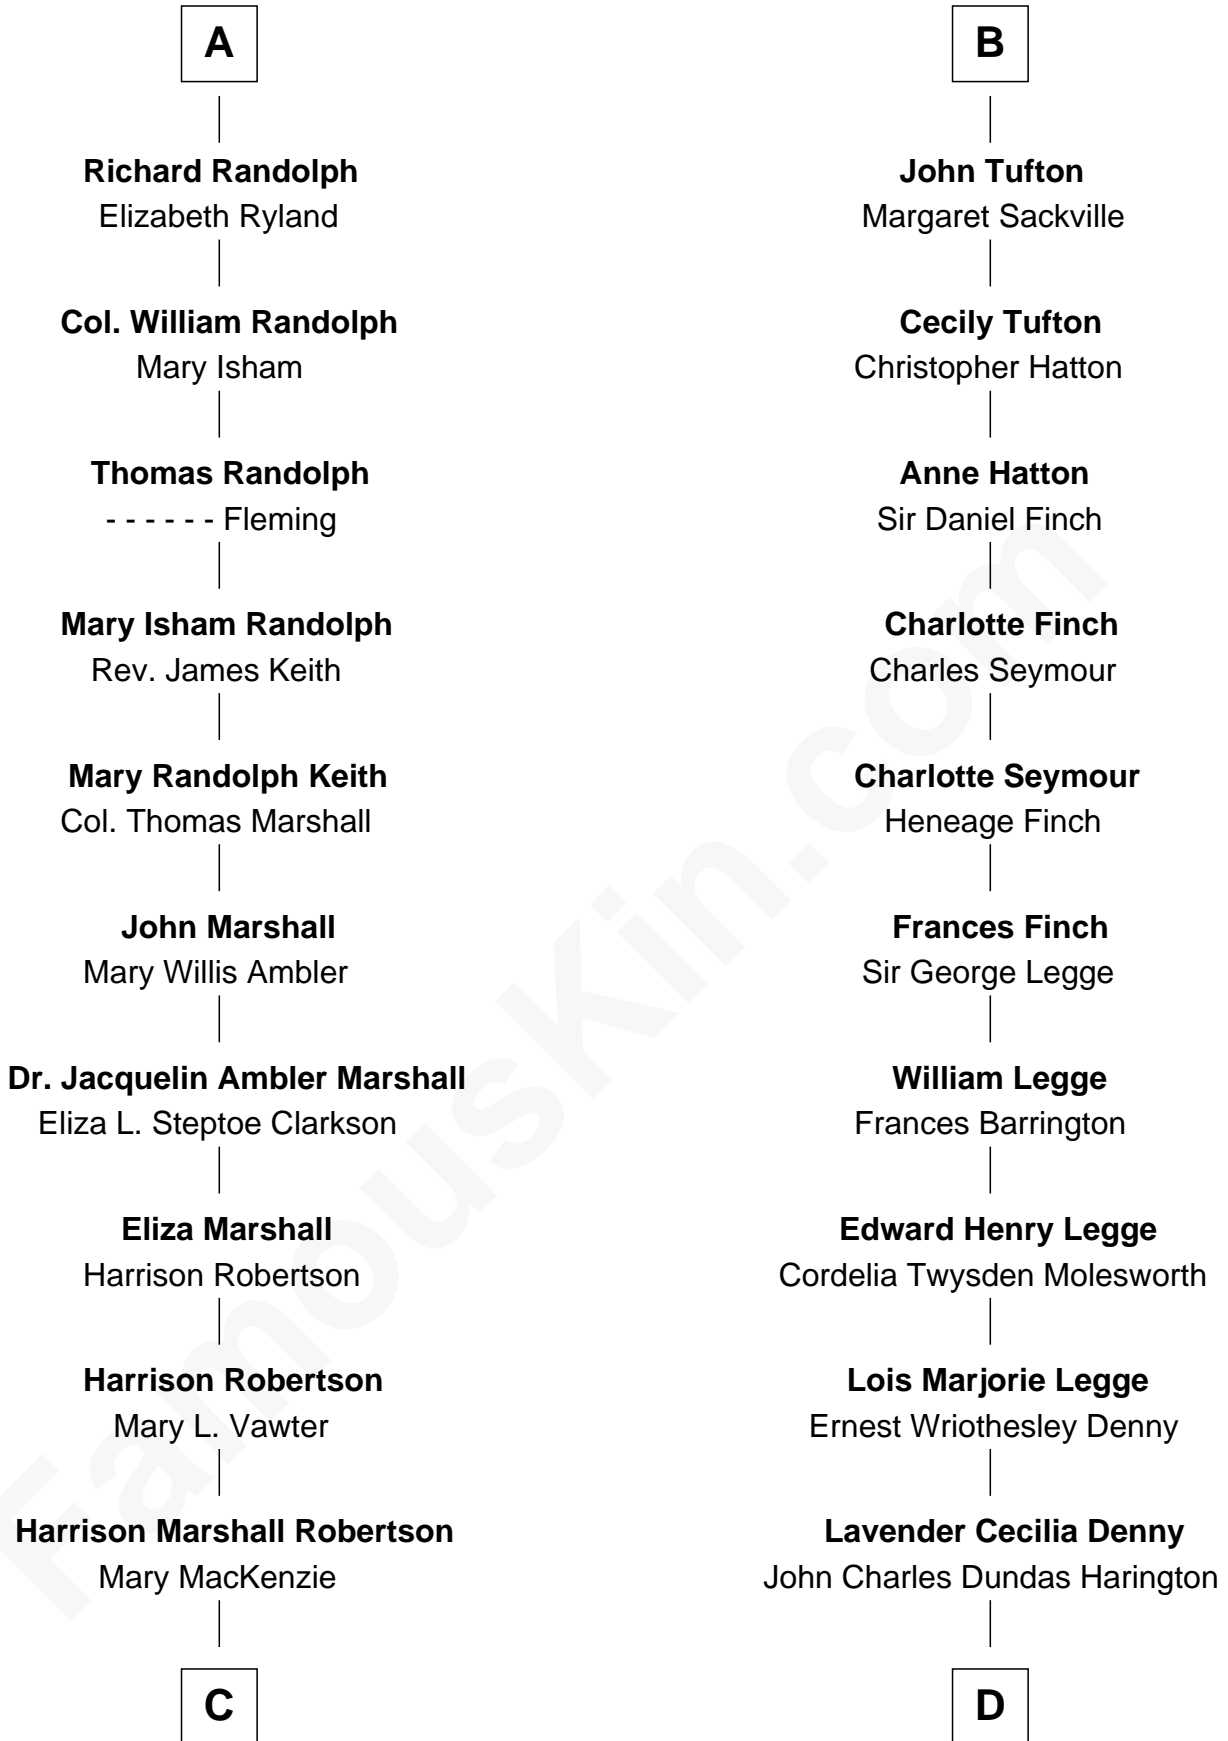 A
Richard Randolph
Elizabeth Ryland
Col. William Randolph
Mary Isham
Thomas Randolph
- - - - - - Fleming
Mary Isham Randolph
Rev. James Keith
Mary Randolph Keith
Col. Thomas Marshall
John Marshall
Mary Willis Ambler
Dr. Jacquelin Ambler Marshall
Eliza L. Steptoe Clarkson
Eliza Marshall
Harrison Robertson
Harrison Robertson
Mary L. Vawter
Harrison Marshall Robertson
Mary MacKenzie
C
B
John Tufton
Margaret Sackville
Cecily Tufton
Christopher Hatton
Anne Hatton
Sir Daniel Finch
Charlotte Finch
Charles Seymour
Charlotte Seymour
Heneage Finch
Frances Finch
Sir George Legge
William Legge
Frances Barrington
Edward Henry Legge
Cordelia Twysden Molesworth
Lois Marjorie Legge
Ernest Wriothesley Denny
Lavender Cecilia Denny
John Charles Dundas Harington
D
FamousKin.com